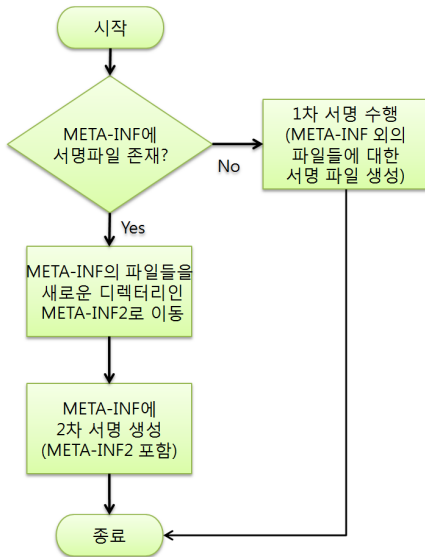 시작
META-INF에
서명파일 존재?
No
1차 서명 수행
(META-INF 외의
파일들에 대한
서명 파일 생성)
Yes
META-INF의 파일들을
새로운 디렉터리인
META-INF2로 이동
META-INF에
2차 서명 생성
(META-INF2 포함)
종료